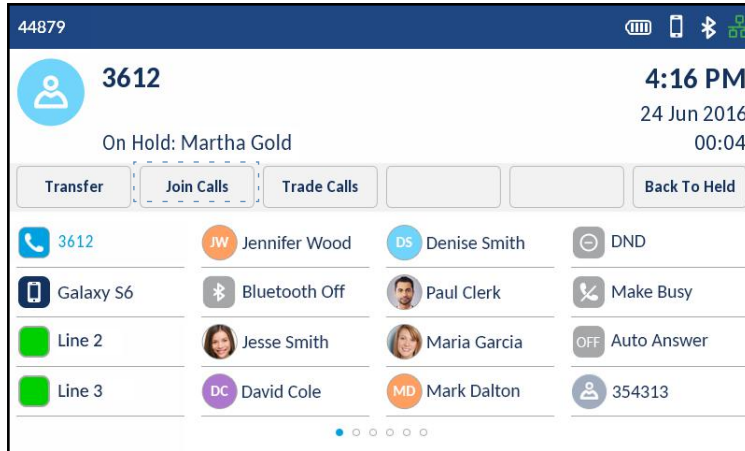 44879
3612
4:16 PM
24 Jun 2016
On Hold: Martha Gold
00:04
Transfer
Join Calls
Trade Calls
Back To Held
3612
JW Jennifer Wood
DS Denise Smith
DND
Galaxy S6
Bluetooth Off
Paul Clerk
Make Busy
Line 2
Jesse Smith
Maria Garcia
OFF Auto Answer
Line 3
DC David Cole
MD Mark Dalton
354313